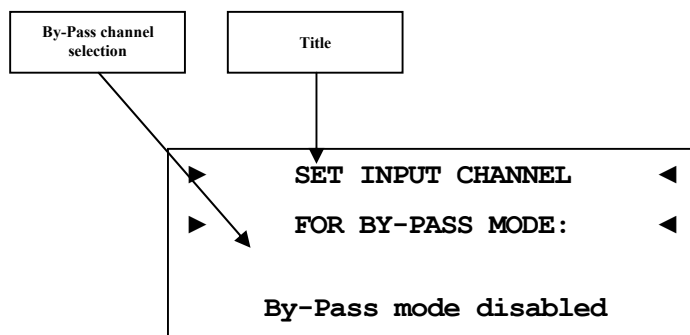 By-Pass channel
selection
Title
► SET INPUT CHANNEL ◄
► FOR BY-PASS MODE: ◄
By-Pass mode disabled